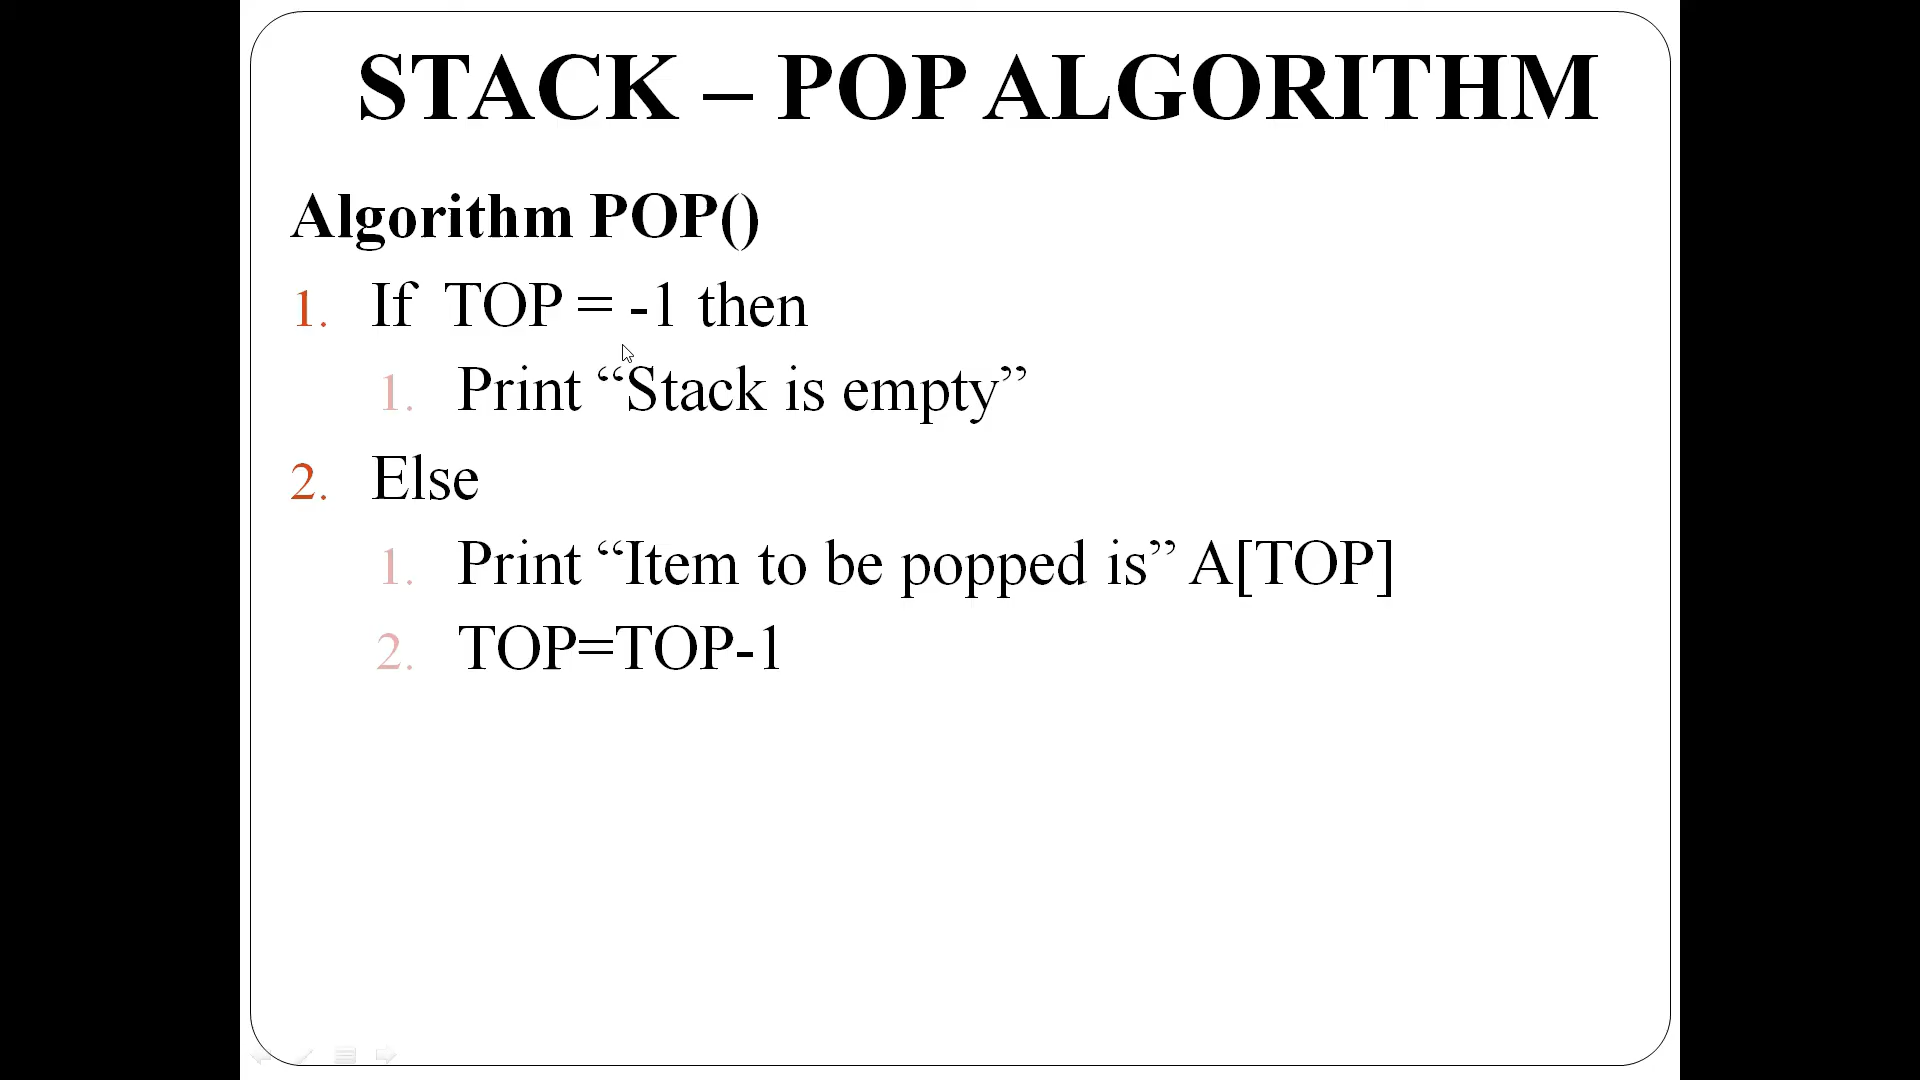 STACK – POP ALGORITHM
Algorithm POP()
1. If TOP = -1 then
1. Print “Stack is empty”
2. Else
1. Print “Item to be popped is” A[TOP]
2. TOP=TOP-1